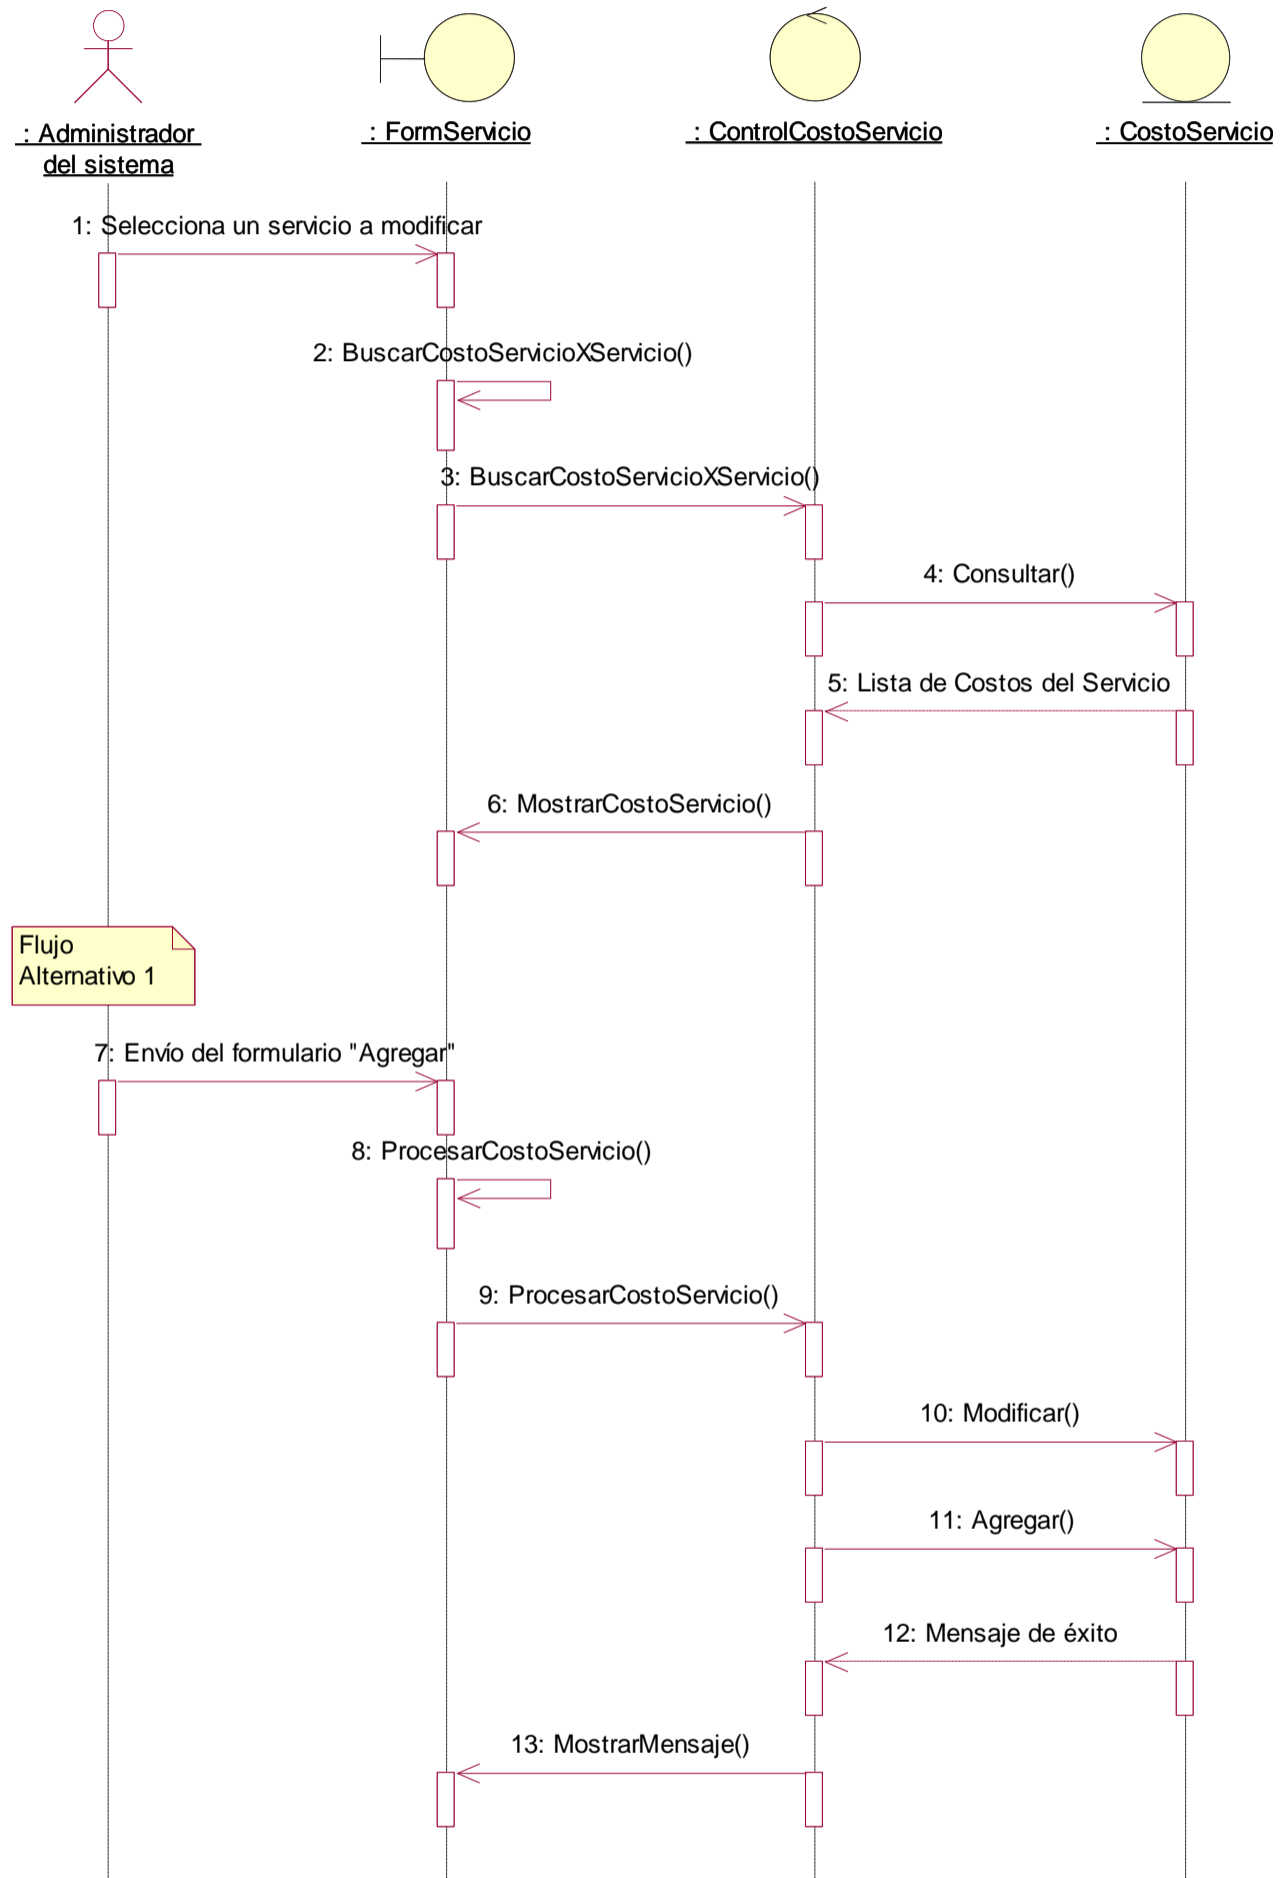 : Administrador
del sistema
: FormServicio
: ControlCostoServicio
: CostoServicio
1: Selecciona un servicio a modificar
2: BuscarCostoServicioXServicio()
3: BuscarCostoServicioXServicio()
4: Consultar()
5: Lista de Costos del Servicio
6: MostrarCostoServicio()
Flujo
Alternativo 1
7: Envío del formulario "Agregar"
8: ProcesarCostoServicio()
9: ProcesarCostoServicio()
10: Modificar()
11: Agregar()
12: Mensaje de éxito
13: MostrarMensaje()